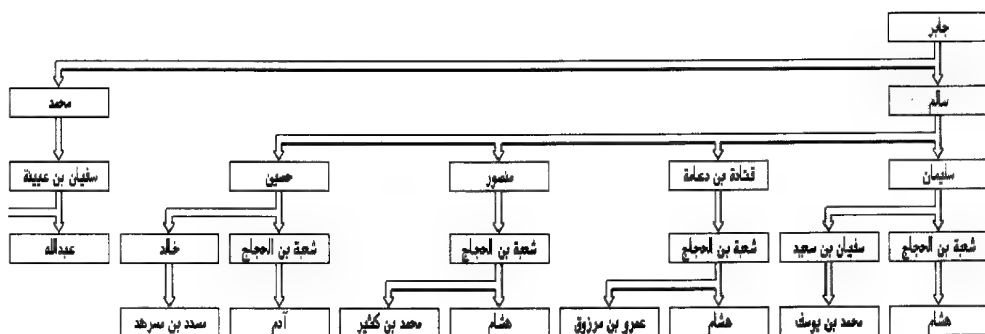 جابر
سالم محمد
سليمان قتادة بن دعامة منصور حصين سفيان بن عيينة
شعبة بن الحجاج سفيان بن سعيد شعبة بن الحجاج شعبة بن الحجاج شعبة بن الحجاج خالد عبدالله
هشام محمد بن يوسف هشام عمرو بن مرزوق هشام محمد بن كثير آدم مسدد بن مسرهد